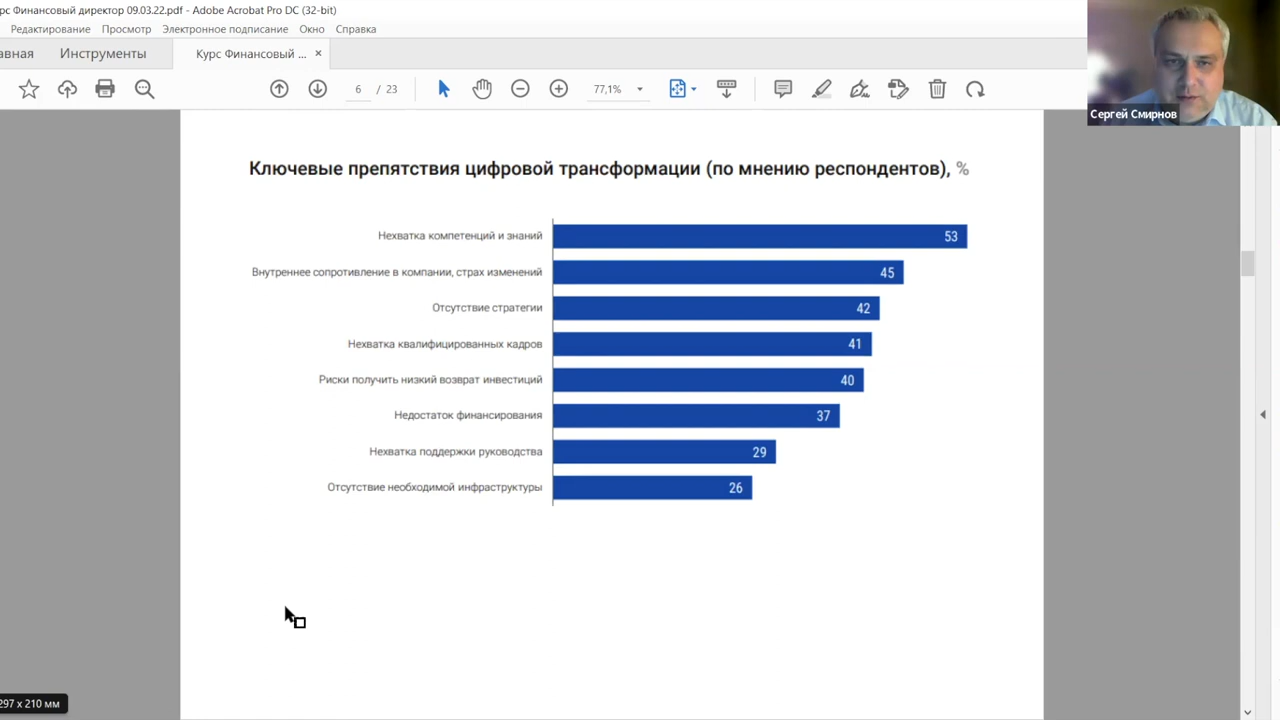 рс Финансовый директор 09.03.22.pdf - Adobe Acrobat Pro DC (32-bit)
Редактирование Просмотр Электронное подписание Окно Справка
авная Инструменты Курс Финансовый ... ×
6 / 23 77,1%
Сергей Смирнов
Ключевые препятствия цифровой трансформации (по мнению респондентов), %
Нехватка компетенций и знаний 53
Внутреннее сопротивление в компании, страх изменений 45
Отсутствие стратегии 42
Нехватка квалифицированных кадров 41
Риски получить низкий возврат инвестиций 40
Недостаток финансирования 37
Нехватка поддержки руководства 29
Отсутствие необходимой инфраструктуры 26
297 x 210 мм